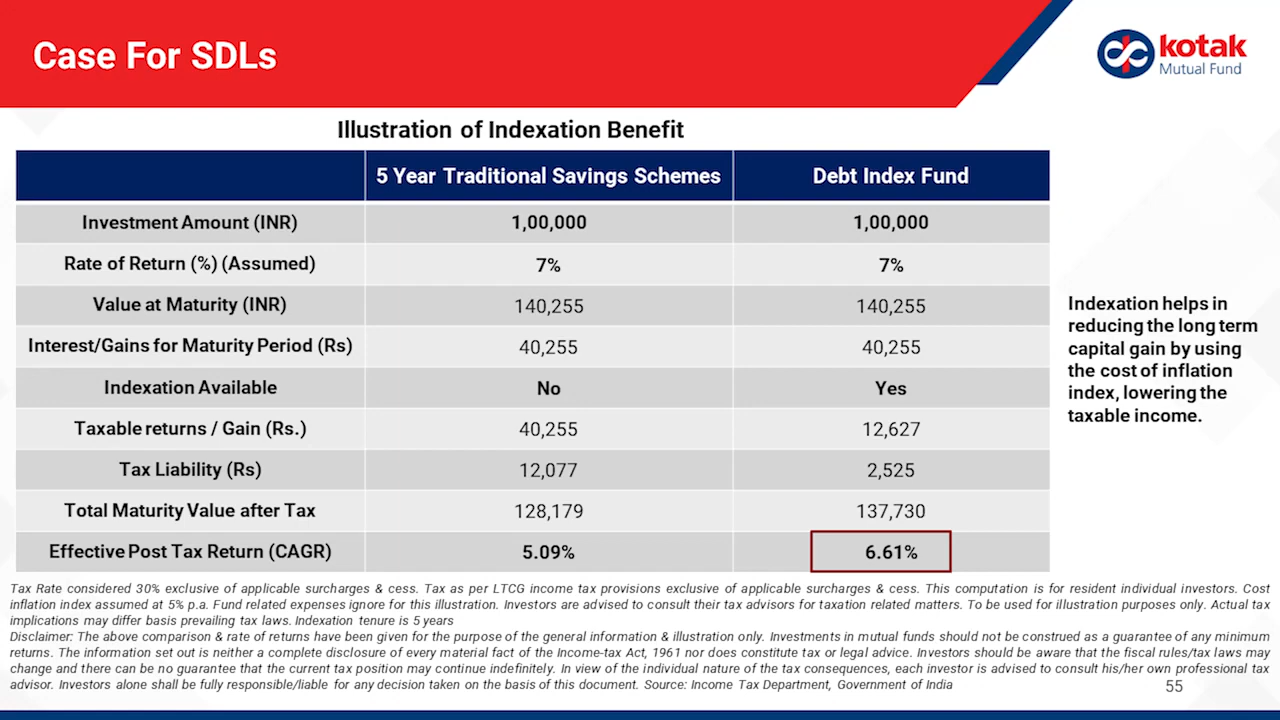 Case For SDLs
kotak
Mutual Fund
Illustration of Indexation Benefit
5 Year Traditional Savings Schemes Debt Index Fund
Investment Amount (INR) 1,00,000 1,00,000
Rate of Return (%) (Assumed) 7% 7%
Value at Maturity (INR) 140,255 140,255
Interest/Gains for Maturity Period (Rs) 40,255 40,255
Indexation Available No Yes
Taxable returns / Gain (Rs.) 40,255 12,627
Tax Liability (Rs) 12,077 2,525
Total Maturity Value after Tax 128,179 137,730
Effective Post Tax Return (CAGR) 5.09% 6.61%
Indexation helps in
reducing the long term
capital gain by using
the cost of inflation
index, lowering the
taxable income.
Tax Rate considered 30% exclusive of applicable surcharges & cess. Tax as per LTCG income tax provisions exclusive of applicable surcharges & cess. This computation is for resident individual investors. Cost
inflation index assumed at 5% p.a. Fund related expenses ignore for this illustration. Investors are advised to consult their tax advisors for taxation related matters. To be used for illustration purposes only. Actual tax
implications may differ basis prevailing tax laws. Indexation tenure is 5 years
Disclaimer: The above comparison & rate of returns have been given for the purpose of the general information & illustration only. Investments in mutual funds should not be construed as a guarantee of any minimum
returns. The information set out is neither a complete disclosure of every material fact of the Income-tax Act, 1961 nor does constitute tax or legal advice. Investors should be aware that the fiscal rules/tax laws may
change and there can be no guarantee that the current tax position may continue indefinitely. In view of the individual nature of the tax consequences, each investor is advised to consult his/her own professional tax
advisor. Investors alone shall be fully responsible/liable for any decision taken on the basis of this document. Source: Income Tax Department, Government of India
55